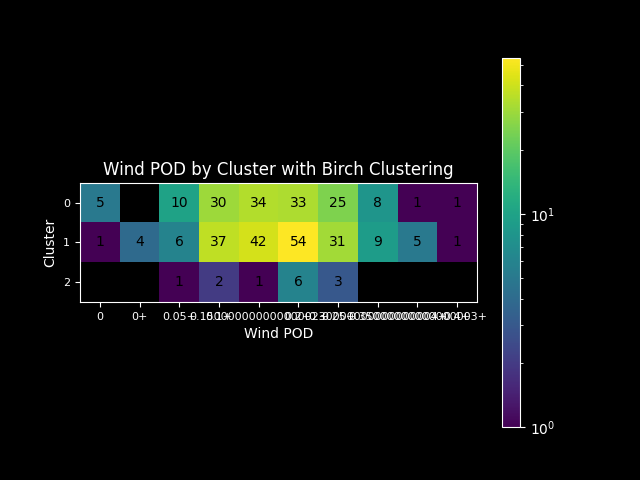 Wind POD by Cluster with Birch Clustering
0 5 10 30 34 33 25 8 1 1
1 1 4 6 37 42 54 31 9 5 1
2 1 2 1 6 3
Cluster
0 0+ 0.05+
Wind POD
10^1
10^0